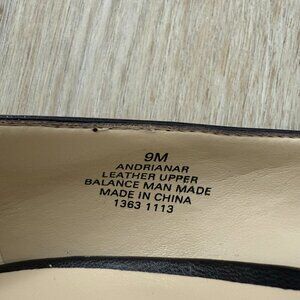 9M
ANDRIANAR
LEATHER UPPER
BALANCE MAN MADE
MADE IN CHINA
1363 1113